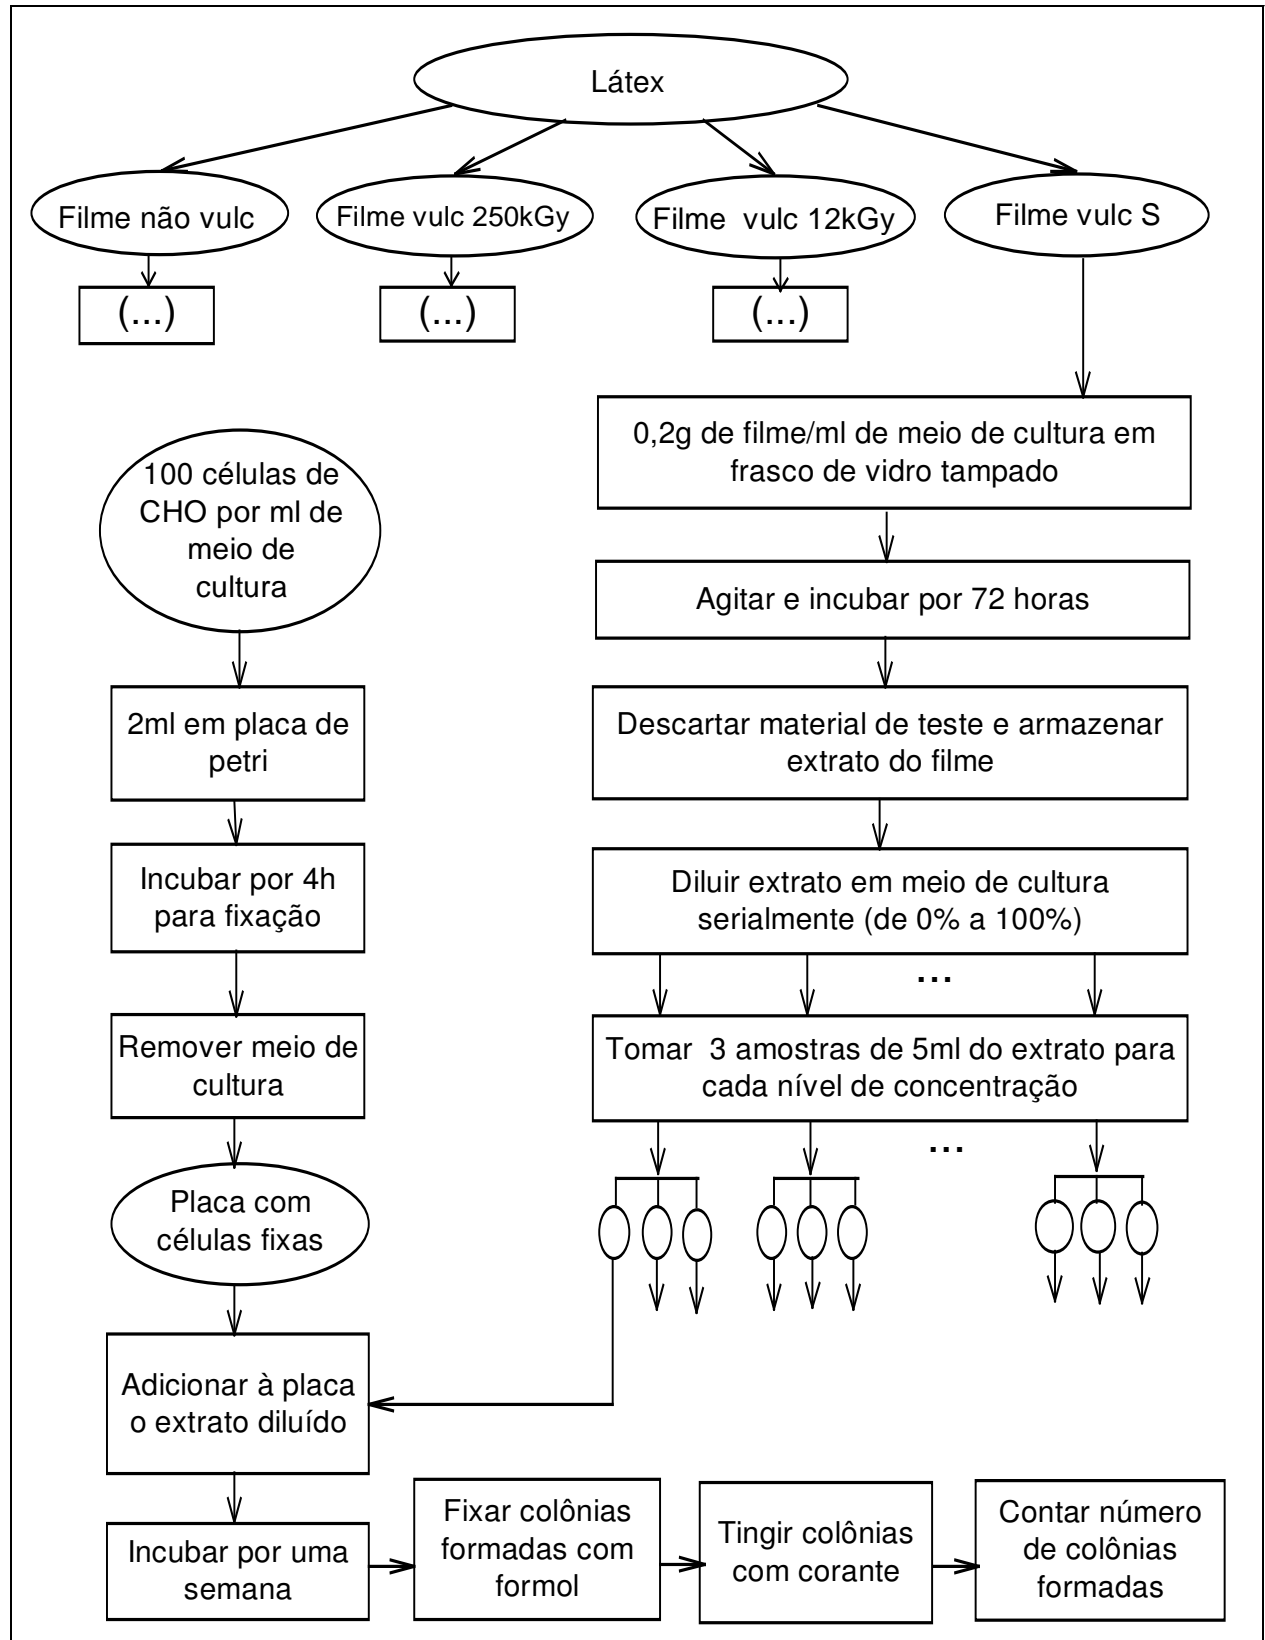 Látex
Filme não vulc
Filme vulc 250kGy
Filme vulc 12kGy
Filme vulc S
(...)
(...)
(...)
0,2g de filme/ml de meio de cultura em
frasco de vidro tampado
100 células de
CHO por ml de
meio de
cultura
Agitar e incubar por 72 horas
2ml em placa de
petri
Descartar material de teste e armazenar
extrato do filme
Incubar por 4h
para fixação
Diluir extrato em meio de cultura
serialmente (de 0% a 100%)
...
Remover meio de
cultura
Tomar 3 amostras de 5ml do extrato para
cada nível de concentração
...
Placa com
células fixas
Adicionar à placa
o extrato diluído
Incubar por uma
semana
Fixar colônias
formadas com
formol
Tingir colônias
com corante
Contar número
de colônias
formadas